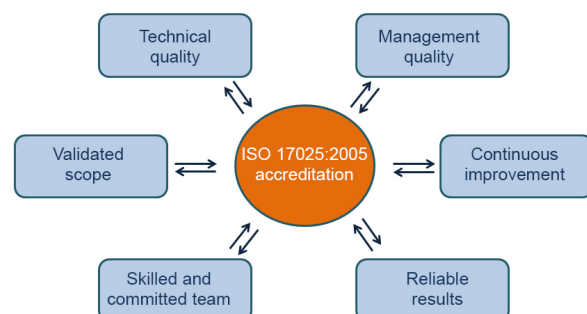 Technical
quality
Management
quality
Validated
scope
ISO 17025:2005
accreditation
Continuous
improvement
Skilled and
committed team
Reliable
results